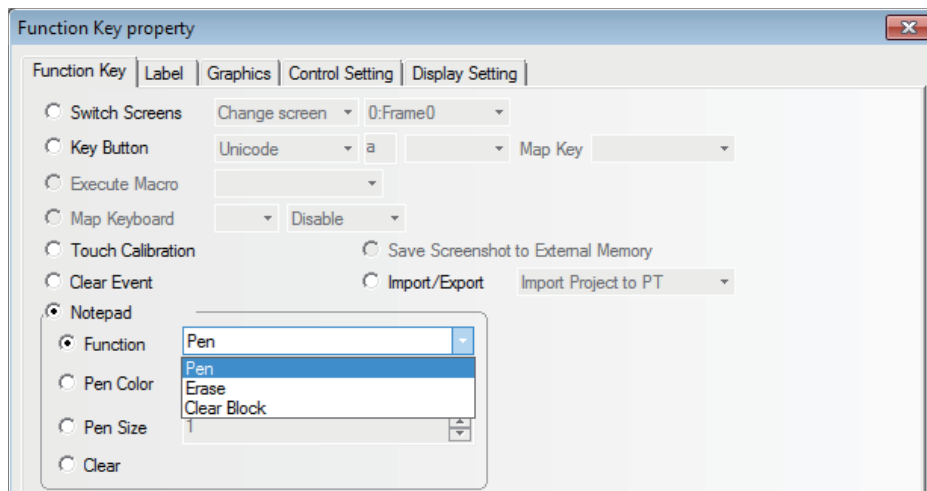 Function Key property
Function Key Label Graphics Control Setting Display Setting
Switch Screens Change screen 0:Frame0
Key Button Unicode a Map Key
Execute Macro
Map Keyboard Disable
Touch Calibration Save Screenshot to External Memory
Clear Event Import/Export Import Project to PT
Notepad
Function Pen
Pen
Pen Color Erase
Clear Block
Pen Size 1
Clear